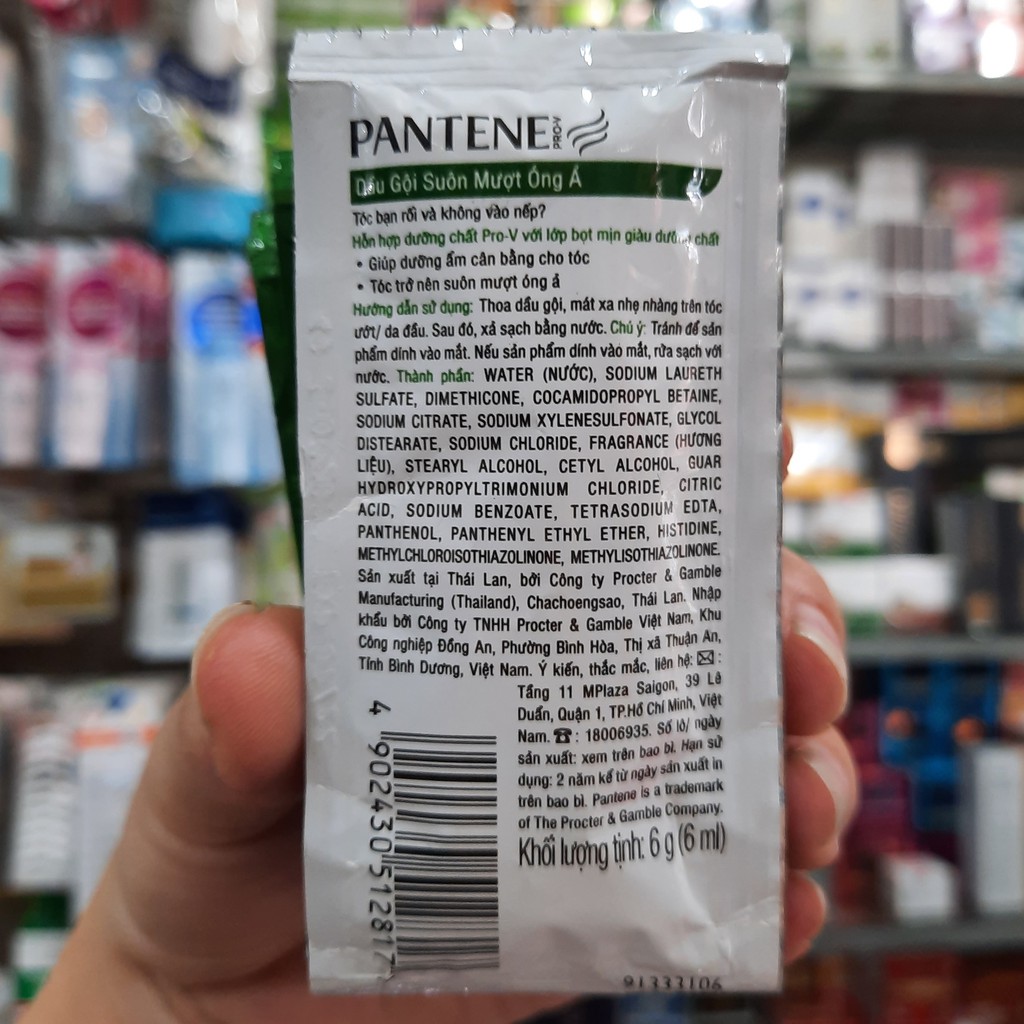 PANTENE PRO-V
Dầu Gội Suôn Mượt Óng Ả
Tóc bạn rối và không vào nếp?
Hỗn hợp dưỡng chất Pro-V với lớp bọt mịn giàu dưỡng chất
• Giúp dưỡng ẩm cân bằng cho tóc
• Tóc trở nên suôn mượt óng ả
Hướng dẫn sử dụng: Thoa dầu gội, mát xa nhẹ nhàng trên tóc
ướt/ da đầu. Sau đó, xả sạch bằng nước. Chú ý: Tránh để sản
phẩm dính vào mắt. Nếu sản phẩm dính vào mắt, rửa sạch với
nước. Thành phần: WATER (NƯỚC), SODIUM LAURETH
SULFATE, DIMETHICONE, COCAMIDOPROPYL BETAINE,
SODIUM CITRATE, SODIUM XYLENESULFONATE, GLYCOL
DISTEARATE, SODIUM CHLORIDE, FRAGRANCE (HƯƠNG
LIỆU), STEARYL ALCOHOL, CETYL ALCOHOL, GUAR
HYDROXYPROPYLTRIMONIUM CHLORIDE, CITRIC
ACID, SODIUM BENZOATE, TETRASODIUM EDTA,
PANTHENOL, PANTHENYL ETHYL ETHER, HISTIDINE,
METHYLCHLOROISOTHIAZOLINONE, METHYLISOTHIAZOLINONE.
Sản xuất tại Thái Lan, bởi Công ty Procter & Gamble
Manufacturing (Thailand), Chachoengsao, Thái Lan. Nhập
khẩu bởi Công ty TNHH Procter & Gamble Việt Nam, Khu
Công nghiệp Đồng An, Phường Bình Hòa, Thị xã Thuận An,
Tỉnh Bình Dương, Việt Nam. Ý kiến, thắc mắc, liên hệ: ✉:
Tầng 11 MPlaza Saigon, 39 Lê
Duẩn, Quận 1, TP.Hồ Chí Minh, Việt
Nam. ☎: 18006935. Số lô/ ngày
sản xuất: xem trên bao bì. Hạn sử
dụng: 2 năm kể từ ngày sản xuất in
trên bao bì. Pantene is a trademark
of The Procter & Gamble Company.
Khối lượng tịnh: 6 g (6 ml)
4 902430 512817
91333106